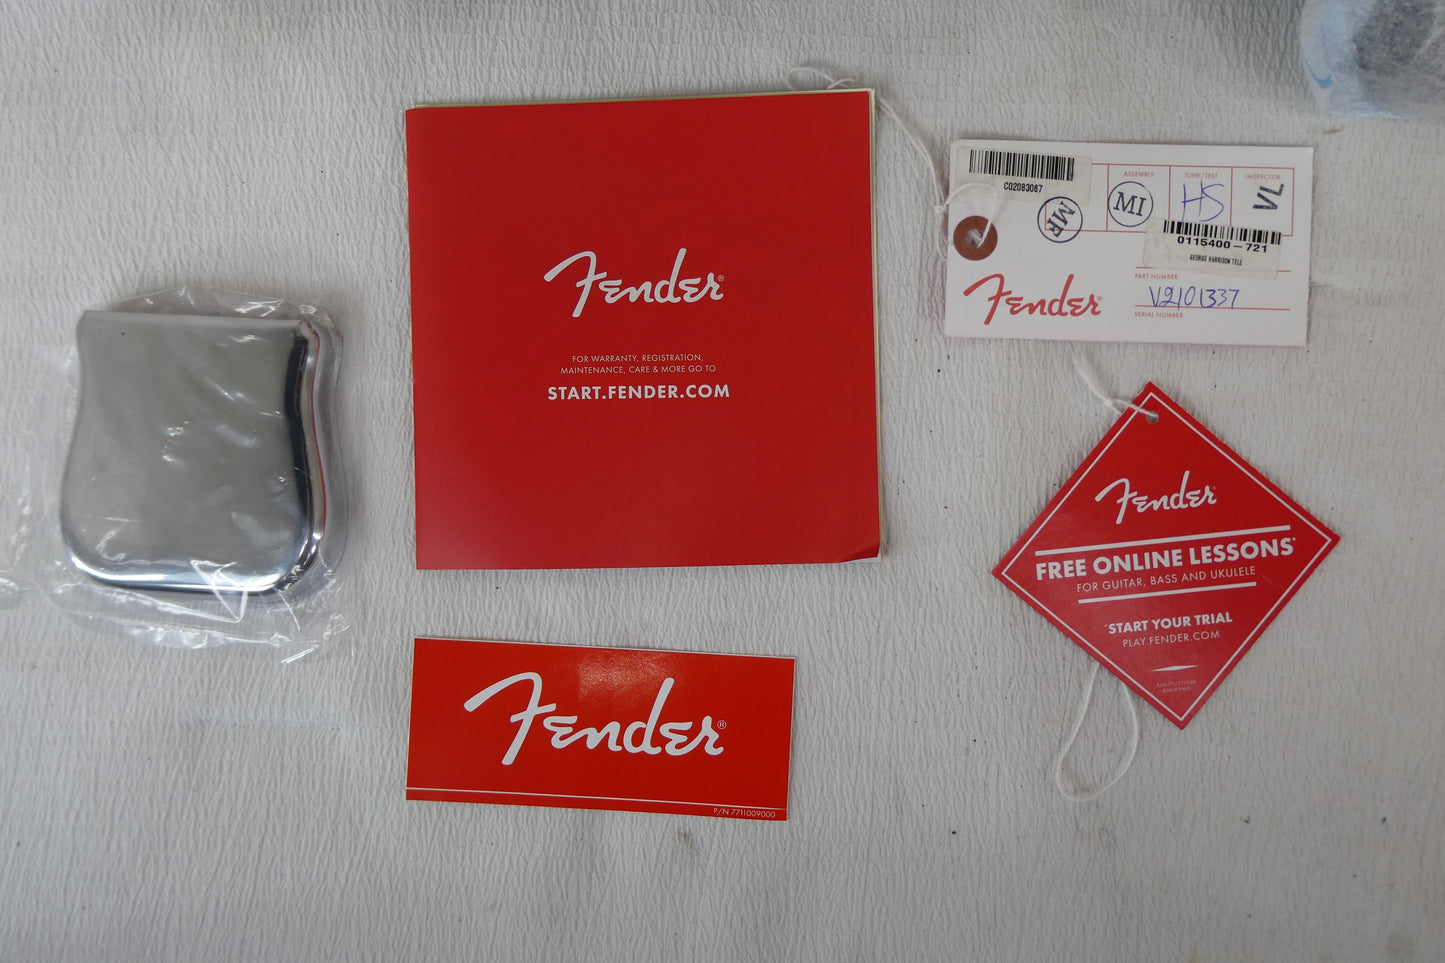 Fender®
FOR WARRANTY, REGISTRATION,
MAINTENANCE, CARE & MORE GO TO
START.FENDER.COM
Fender®
P/N 7711009000
C02083067
MR
ASSEMBLY
MI
TUNE/TEST
HS
INSPECTOR
VL
0115400-721
GEORGE HARRISON TELE
PART NUMBER
V2101337
SERIAL NUMBER
Fender®
Fender®
FREE ONLINE LESSONS*
FOR GUITAR, BASS AND UKULELE
*START YOUR TRIAL
PLAY.FENDER.COM